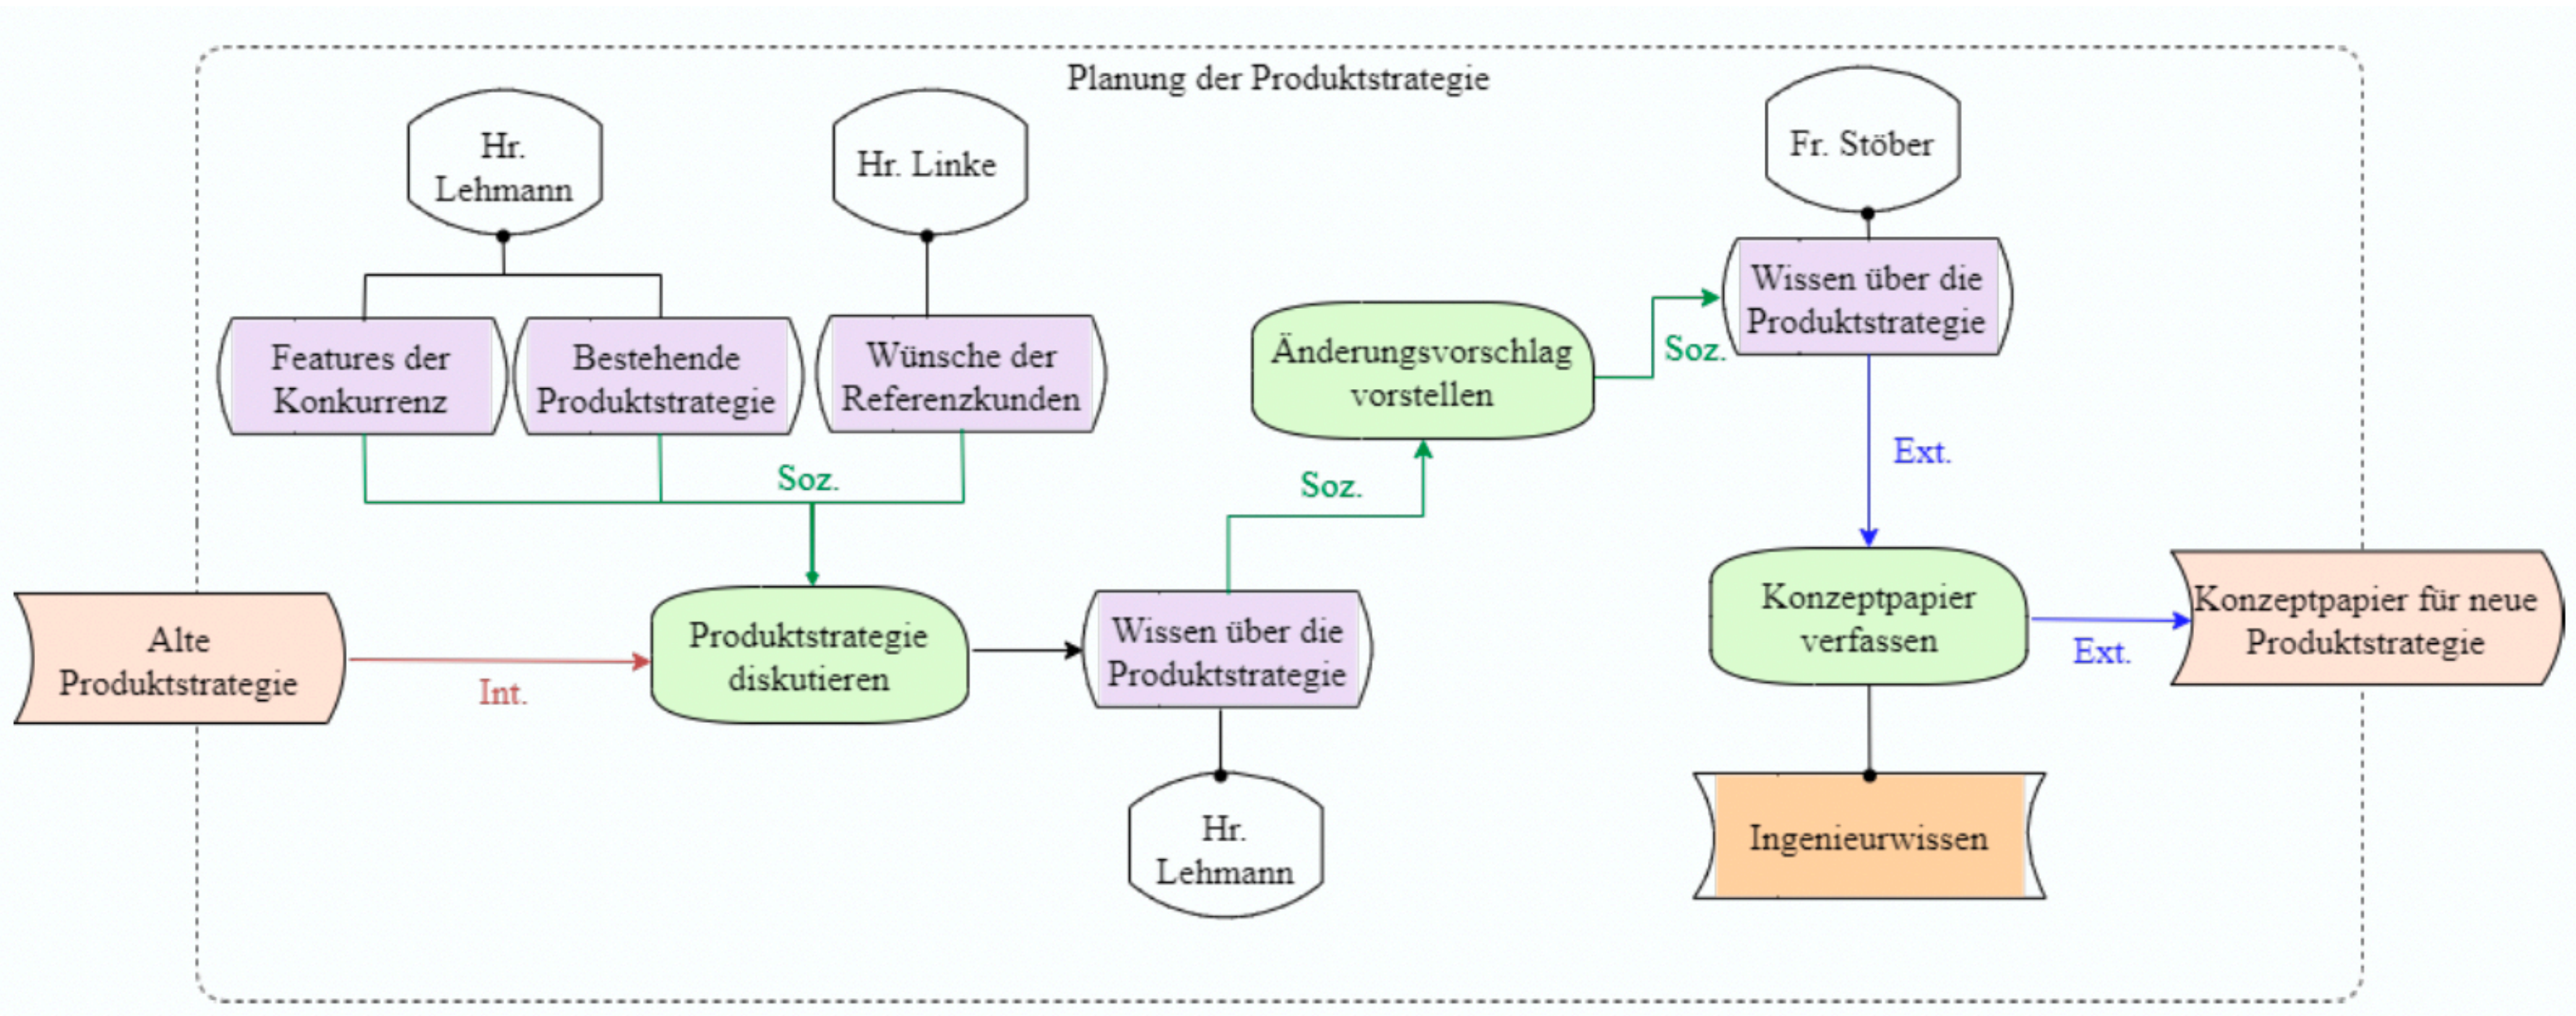 Planung der Produktstrategie
Hr.
Lehmann
Hr. Linke
Fr. Stöber
Features der
Konkurrenz
Bestehende
Produktstrategie
Wünsche der
Referenzkunden
Soz.
Änderungsvorschlag
vorstellen
Soz.
Wissen über die
Produktstrategie
Soz.
Ext.
Alte
Produktstrategie
Int.
Produktstrategie
diskutieren
Wissen über die
Produktstrategie
Hr.
Lehmann
Konzeptpapier
verfassen
Ext.
Konzeptpapier für neue
Produktstrategie
Ingenieurwissen